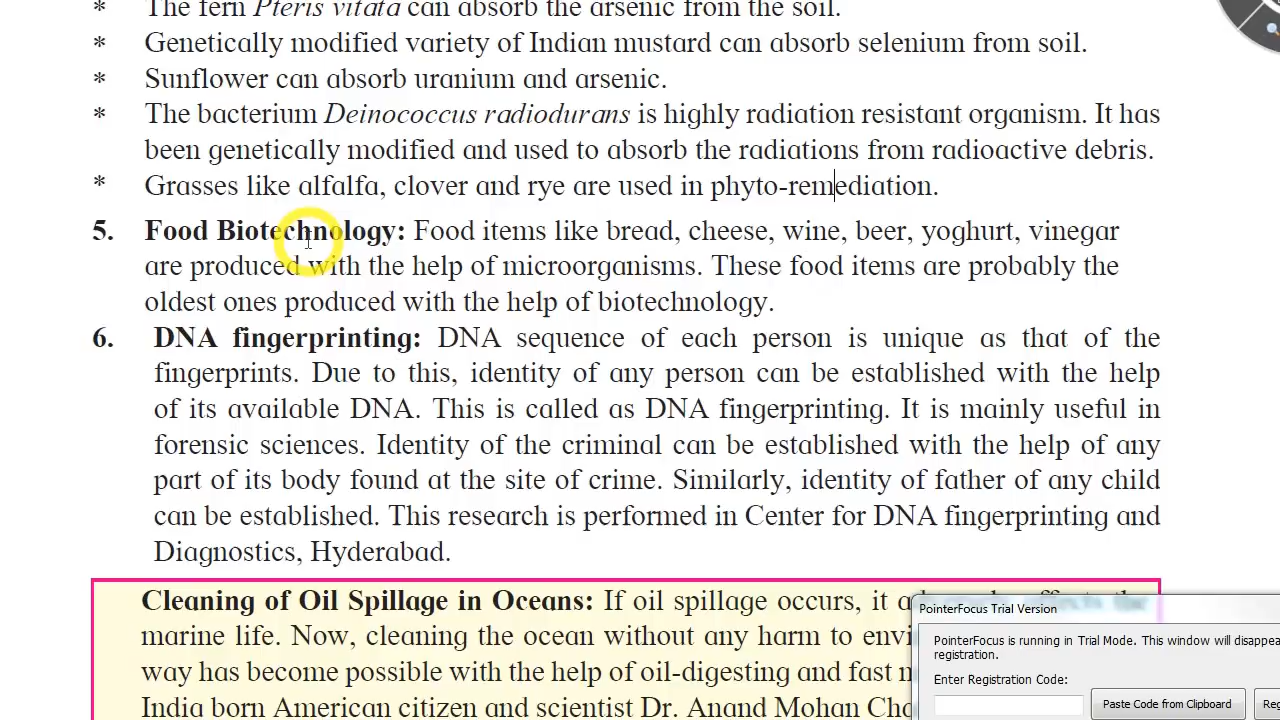 * The fern Pteris vitata can absorb the arsenic from the soil.
* Genetically modified variety of Indian mustard can absorb selenium from soil.
* Sunflower can absorb uranium and arsenic.
* The bacterium Deinococcus radiodurans is highly radiation resistant organism. It has
been genetically modified and used to absorb the radiations from radioactive debris.
* Grasses like alfalfa, clover and rye are used in phyto-remediation.
5. Food Biotechnology: Food items like bread, cheese, wine, beer, yoghurt, vinegar
are produced with the help of microorganisms. These food items are probably the
oldest ones produced with the help of biotechnology.
6. DNA fingerprinting: DNA sequence of each person is unique as that of the
fingerprints. Due to this, identity of any person can be established with the help
of its available DNA. This is called as DNA fingerprinting. It is mainly useful in
forensic sciences. Identity of the criminal can be established with the help of any
part of its body found at the site of crime. Similarly, identity of father of any child
can be established. This research is performed in Center for DNA fingerprinting and
Diagnostics, Hyderabad.
Cleaning of Oil Spillage in Oceans: If oil spillage occurs, it adversely affects the
marine life. Now, cleaning the ocean without any harm to
way has become possible with the help of oil-digesting and fast
India born American citizen and scientist Dr. Anand Mohan
PointerFocus Trial Version
PointerFocus is running in Trial Mode. This window will
registration.
Enter Registration Code:
Paste Code from Clipboard